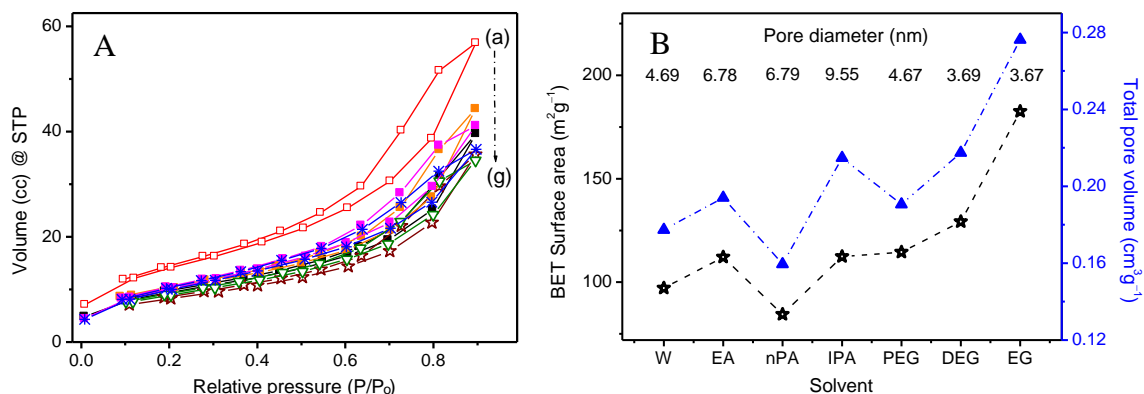 A
(a)
(g)
60
40
20
0
Volume (cc) @ STP
0.0 0.2 0.4 0.6 0.8
Relative pressure (P/P₀)
B
Pore diameter (nm)
4.69 6.78 6.79 9.55 4.67 3.69 3.67
200
150
100
BET Surface area (m²g⁻¹)
0.28
0.24
0.20
0.16
0.12
Total pore volume (cm³g⁻¹)
W EA nPA IPA PEG DEG EG
Solvent